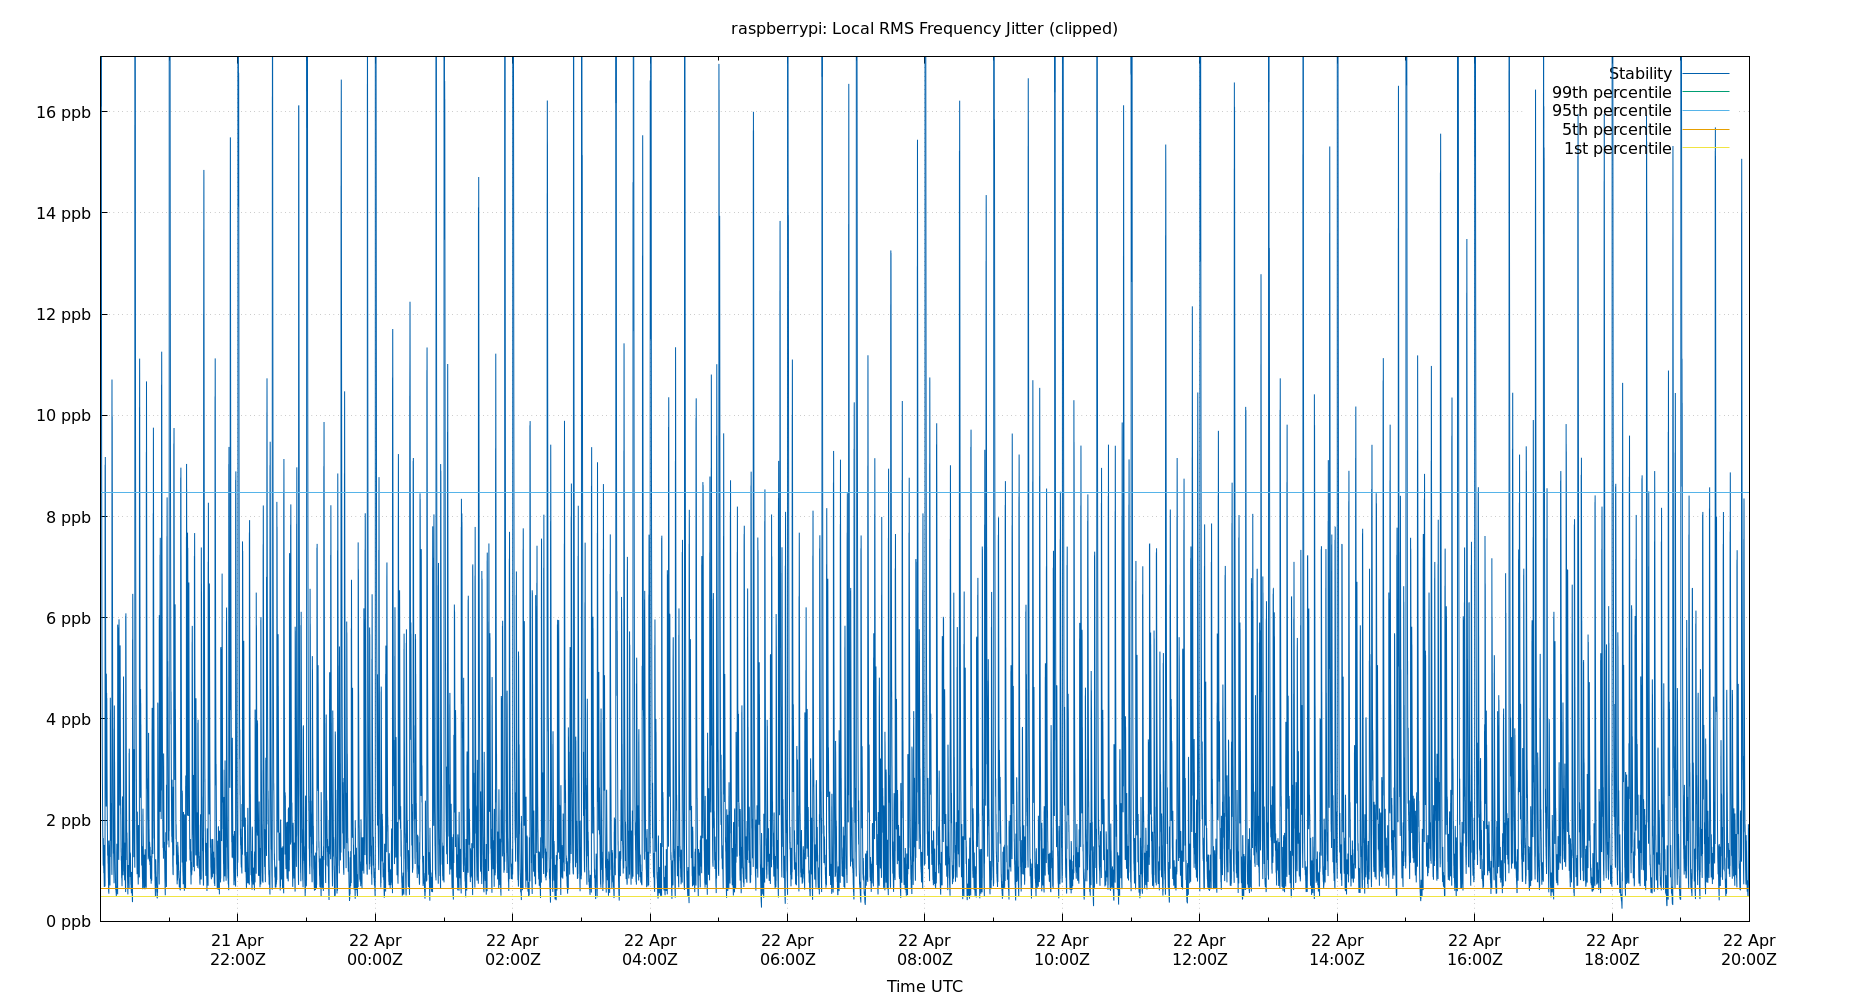 raspberrypi: Local RMS Frequency Jitter (clipped)
Stability
99th percentile
95th percentile
5th percentile
1st percentile
16 ppb
14 ppb
12 ppb
10 ppb
8 ppb
6 ppb
4 ppb
2 ppb
0 ppb
21 Apr 22 Apr 22 Apr 22 Apr 22 Apr 22 Apr 22 Apr 22 Apr 22 Apr 22 Apr 22 Apr 22 Apr
22:00Z 00:00Z 02:00Z 04:00Z 06:00Z 08:00Z 10:00Z 12:00Z 14:00Z 16:00Z 18:00Z 20:00Z
Time UTC